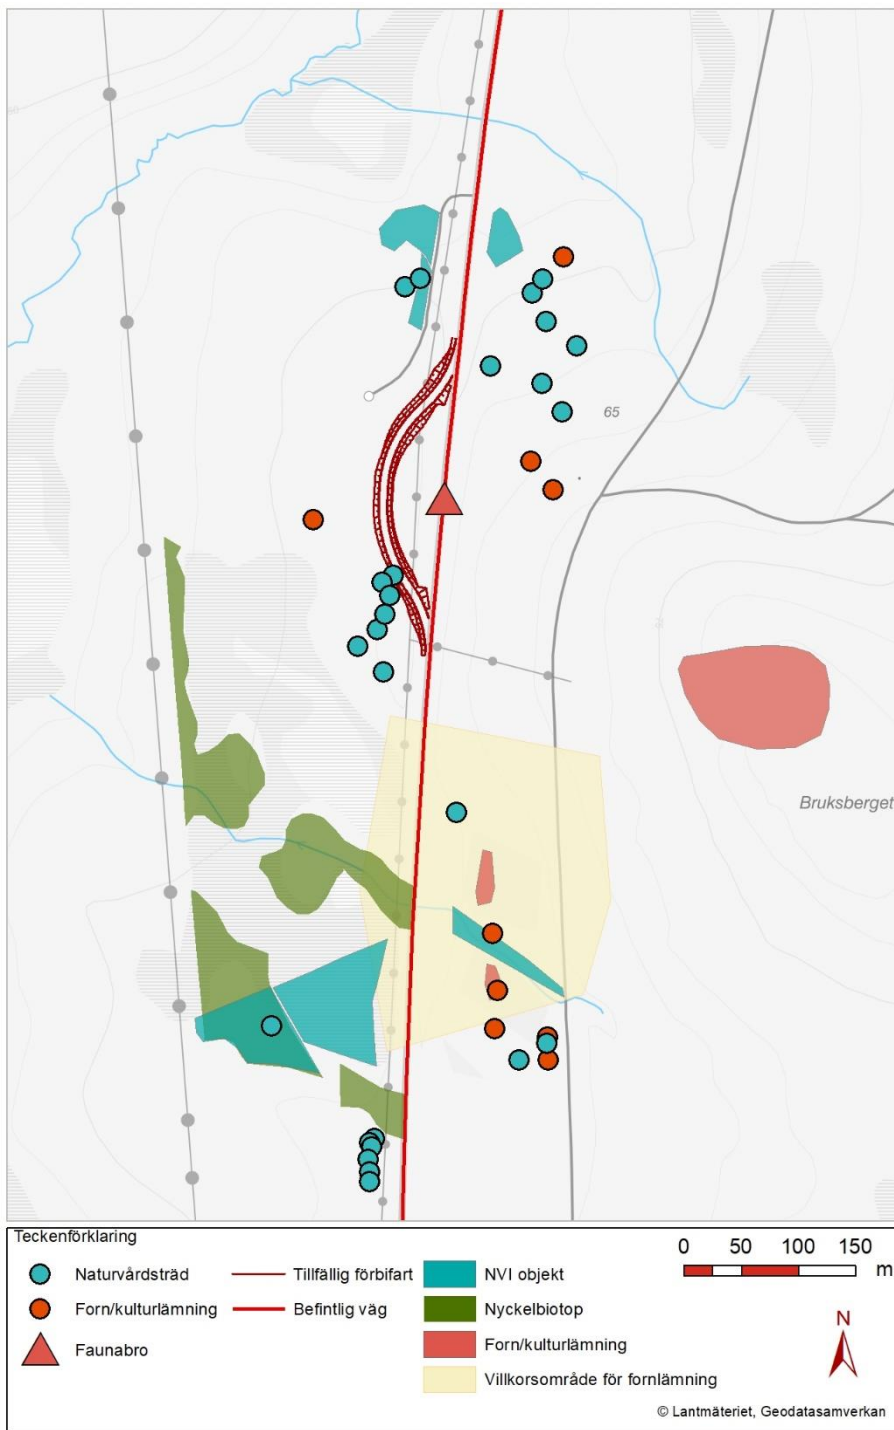 65
Bruksberget
Teckenförklaring
Naturvårdsträd
Forn/kulturlämning
Faunabro
Tillfällig förbifart
Befintlig väg
NVI objekt
Nyckelbiotop
Forn/kulturlämning
Villkorsområde för fornlämning
0 50 100 150
m
N
© Lantmäteriet, Geodatasamverkan